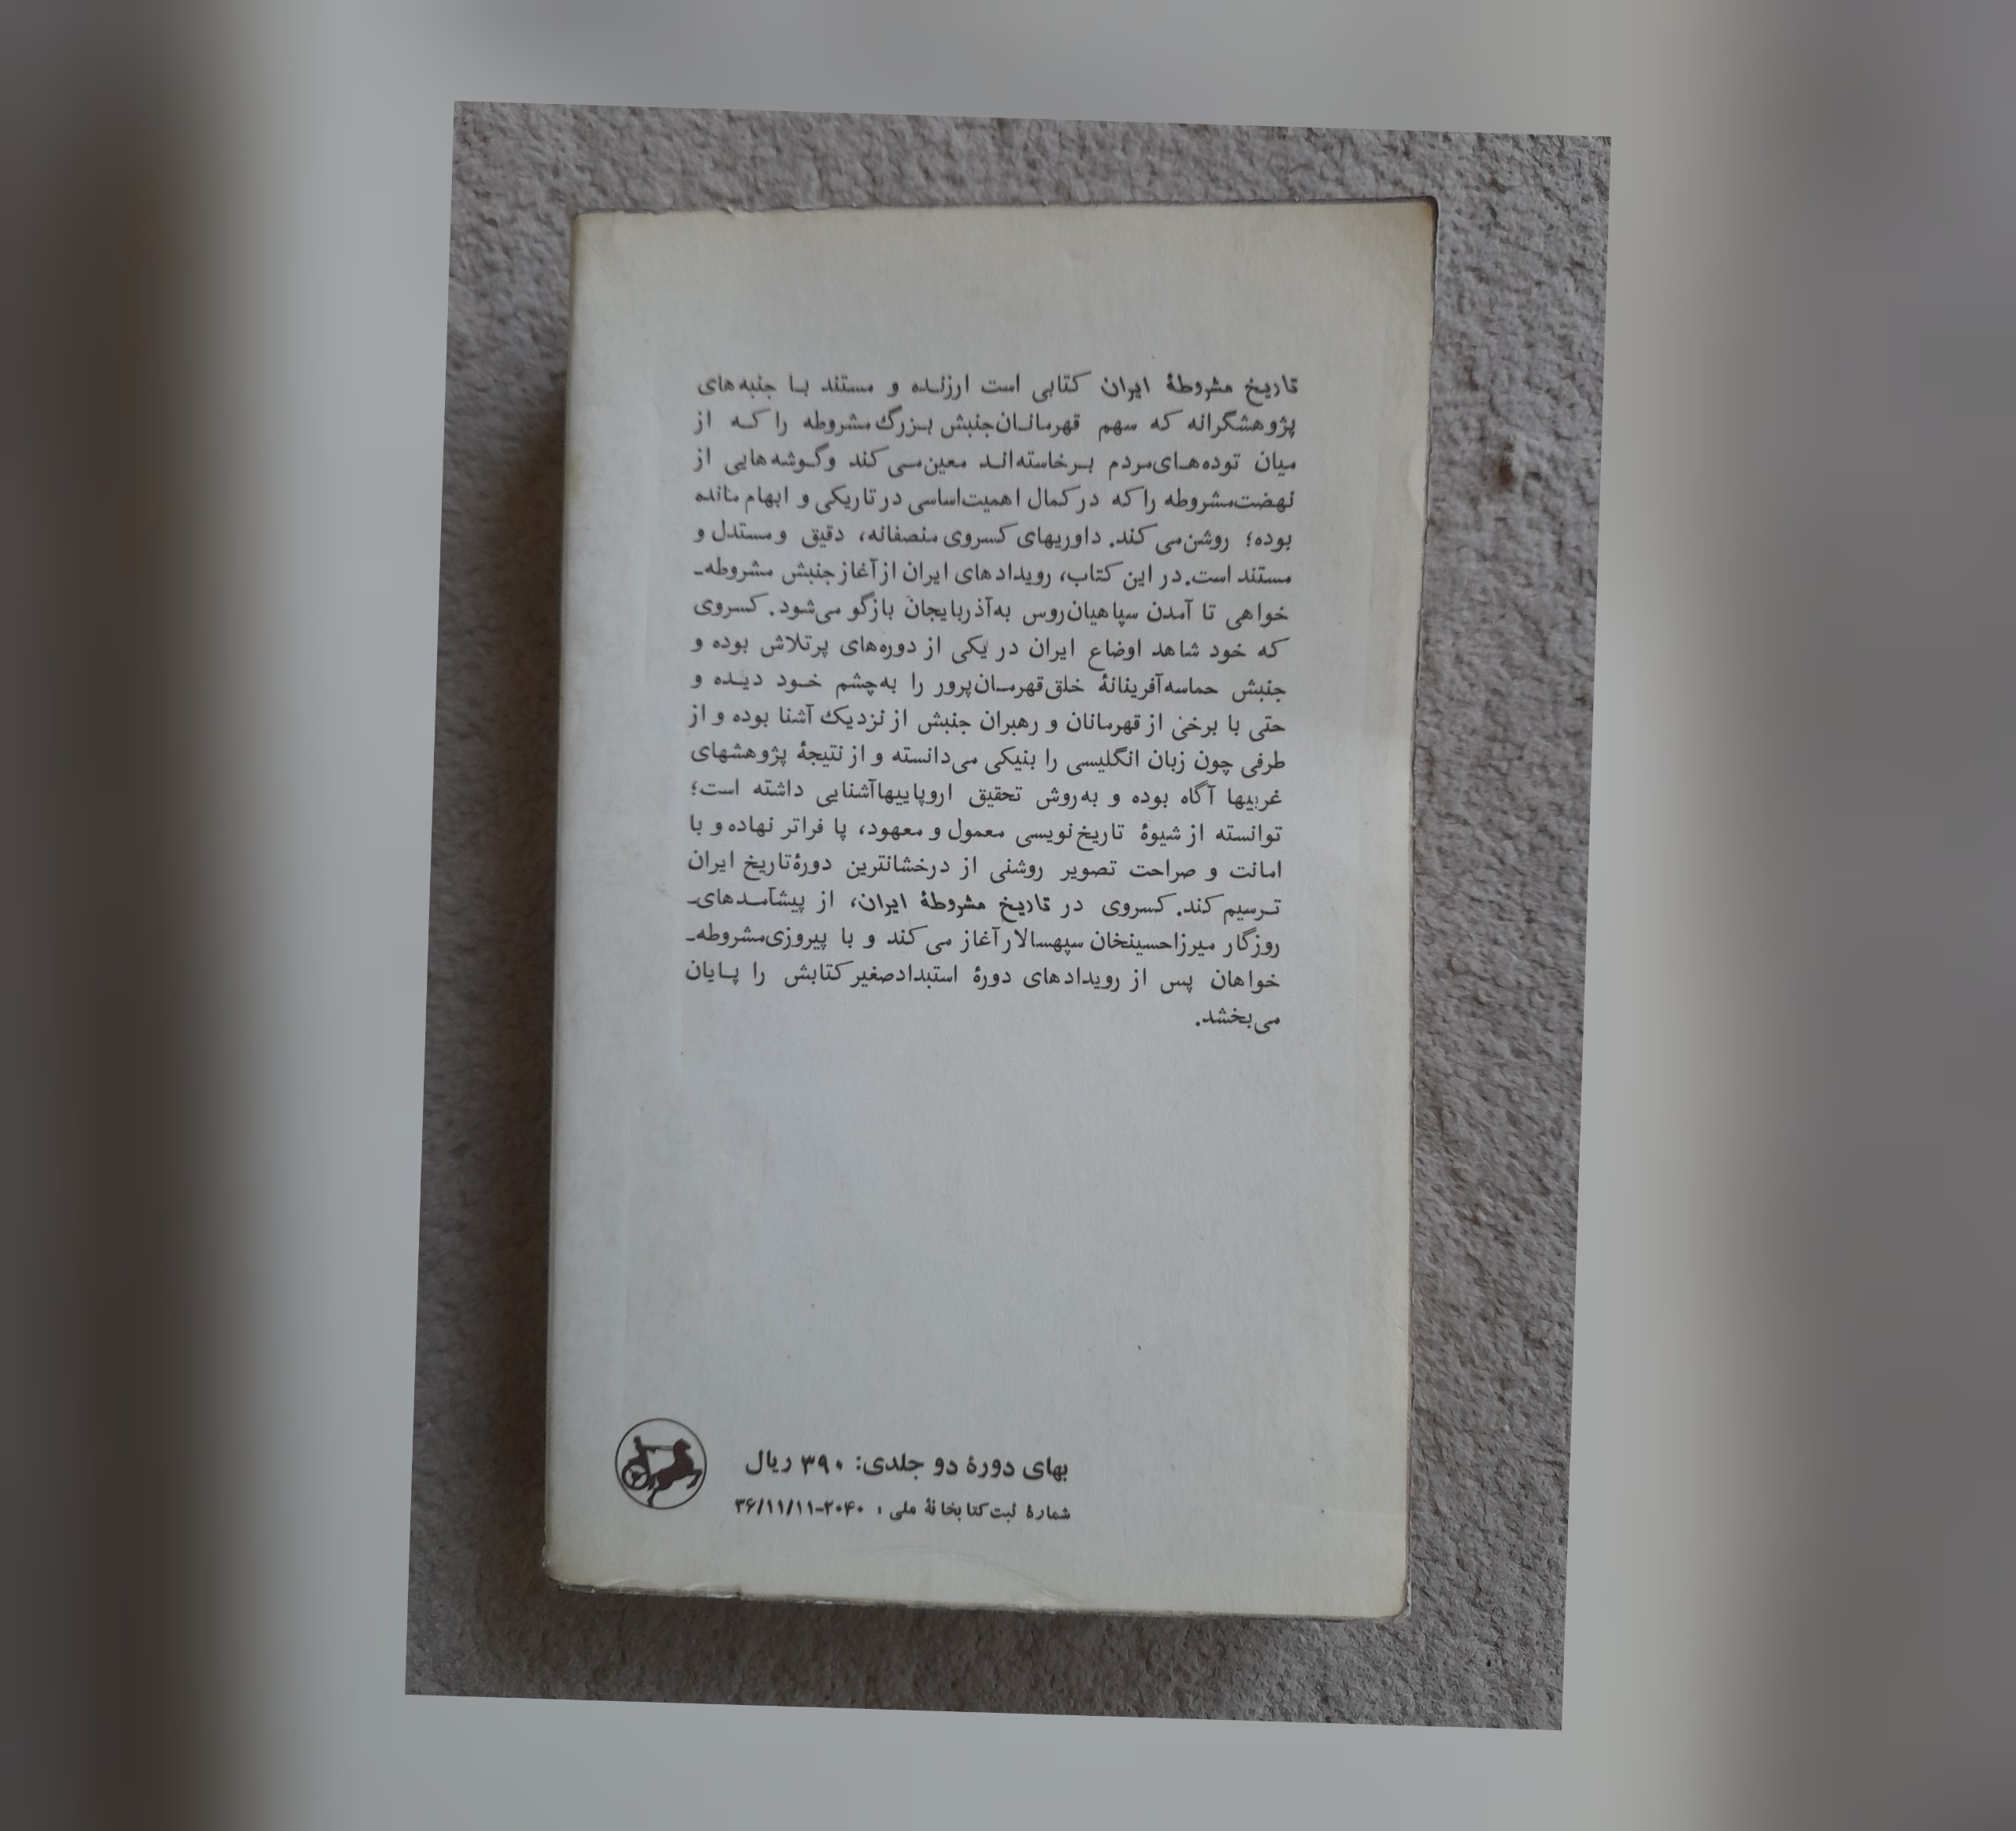 تاریخ مشروطهٔ ایران کتابی است ارزنده و مستند با جنبه‌های
پژوهشگرانه که سهم قهرمانان‌جنبش بزرگ مشروطه را که از
میان توده‌های‌مردم برخاسته‌اند معین‌می‌کند وگوشه‌هایی از
نهضت‌مشروطه را که در کمال اهمیت‌اساسی در تاریکی و ابهام مانده
بوده؛ روشن‌می‌کند. داوریهای کسروی منصفانه، دقیق و مستدل و
مستند است. در این کتاب، رویدادهای ایران از آغاز جنبش مشروطه‌ـ
خواهی تا آمدن سپاهیان‌روس به‌آذربایجان بازگو می‌شود. کسروی
که خود شاهد اوضاع ایران در یکی از دوره‌های پرتلاش بوده و
جنبش حماسه‌آفرینانهٔ خلق‌قهرمان‌پرور را به‌چشم خود دیده و
حتی با برخی از قهرمانان و رهبران جنبش از نزدیک آشنا بوده و از
طرفی چون زبان انگلیسی را بنیکی می‌دانسته و از نتیجهٔ پژوهشهای
غربیها آگاه بوده و به‌روش تحقیق اروپاییها‌آشنایی داشته است؛
توانسته از شیوهٔ تاریخ‌نویسی معمول و معهود، پا فراتر نهاده و با
امانت و صراحت تصویر روشنی از درخشانترین دورهٔ تاریخ ایران
ترسیم کند. کسروی در تاریخ مشروطهٔ ایران، از پیشآمدهای‌ـ
روزگار میرزاحسینخان سپهسالار آغاز می‌کند و با پیروزی‌مشروطه‌ـ
خواهان پس از رویدادهای دورهٔ استبدادصغیر کتابش را پایان
می‌بخشد.
بهای دورهٔ دو جلدی: ۳۹۰ ریال
شمارهٔ ثبت کتابخانهٔ ملی: ۲۰۴۰-۳۶/۱۱/۱۱